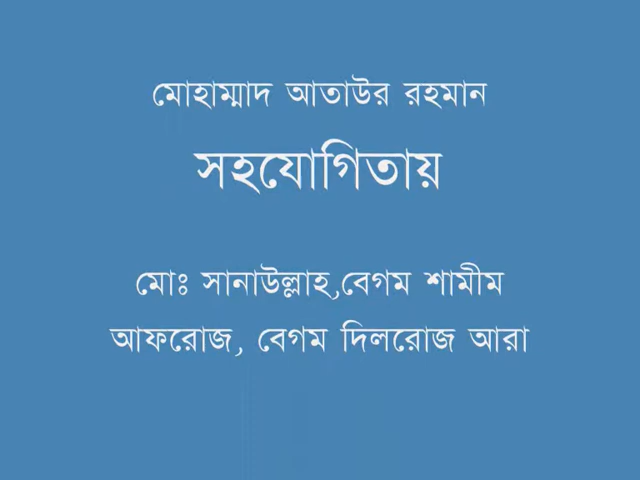 মোহাম্মাদ আতাউর রহমান
সহযোগিতায়
মোঃ সানাউল্লাহ,বেগম শামীম
আফরোজ, বেগম দিলরোজ আরা